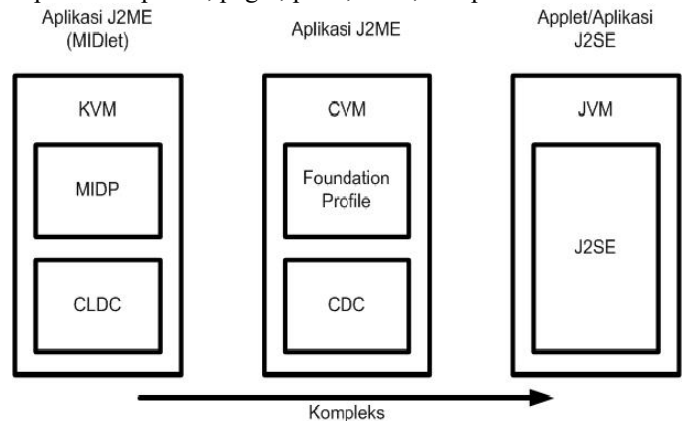 Aplikasi J2ME
(MIDlet)
Aplikasi J2ME
Applet/Aplikasi
J2SE
KVM
MIDP
CLDC
CVM
Foundation
Profile
CDC
JVM
J2SE
Kompleks